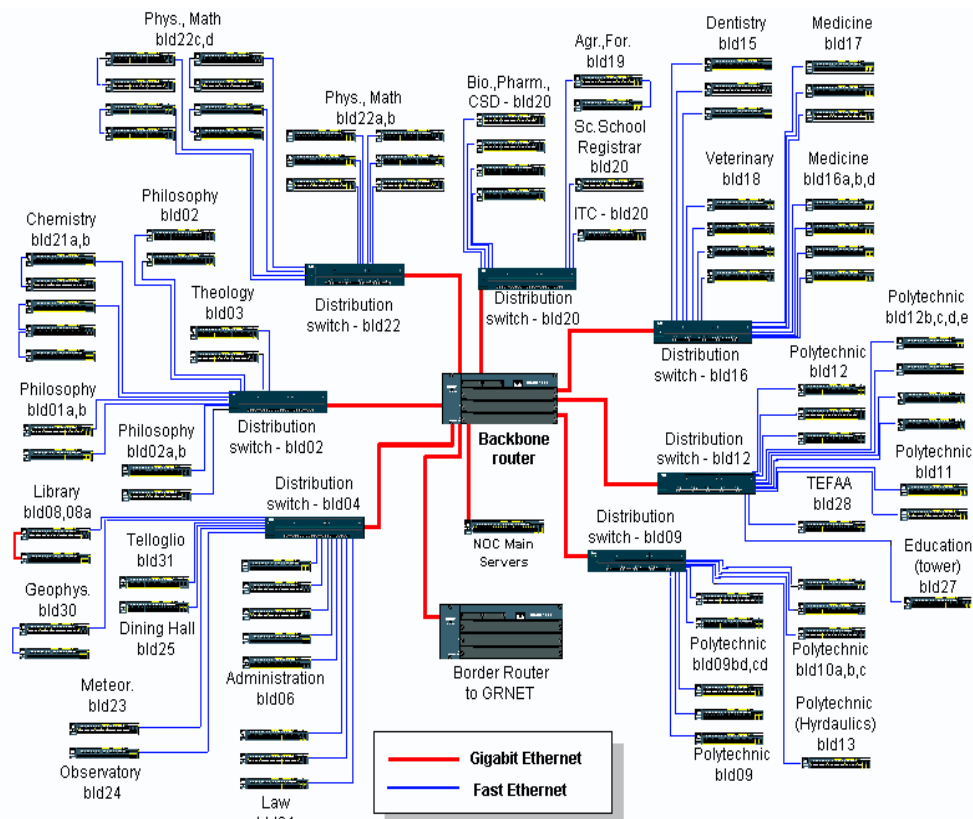 Phys., Math
bld22c,d
Phys., Math
bld22a,b
Bio.,Pharm.,
CSD - bld20
Agr.,For.
bld19
Sc.School
Registrar
bld20
ITC - bld20
Dentistry
bld15
Medicine
bld17
Veterinary
bld18
Medicine
bld16a,b,d
Philosophy
bld02
Chemistry
bld21a,b
Theology
bld03
Distribution
switch - bld22
Distribution
switch - bld20
Distribution
switch - bld16
Polytechnic
bld12b,c,d,e
Polytechnic
bld12
Philosophy
bld01a,b
Philosophy
bld02a,b
Distribution
switch - bld02
Backbone
router
Distribution
switch - bld12
Polytechnic
bld11
TEFAA
bld28
Library
bld08,08a
Distribution
switch - bld04
NOC Main
Servers
Distribution
switch - bld09
Education
(tower)
bld27
Telloglio
bld31
Geophys.
bld30
Dining Hall
bld25
Administration
bld06
Border Router
to GRNET
Polytechnic
bld09bd,cd
Polytechnic
bld10a,b,c
Meteor.
bld23
Observatory
bld24
Polytechnic
(Hyrdaulics)
bld13
Polytechnic
bld09
Law
Gigabit Ethernet
Fast Ethernet